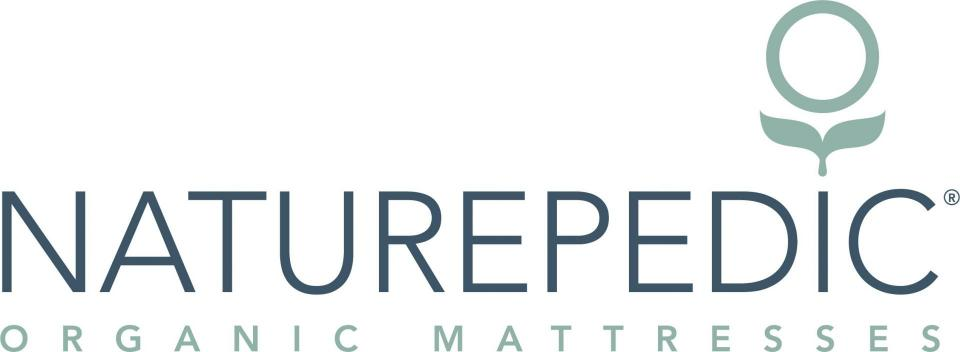 NATUREPEDIC®
ORGANIC MATTRESSES